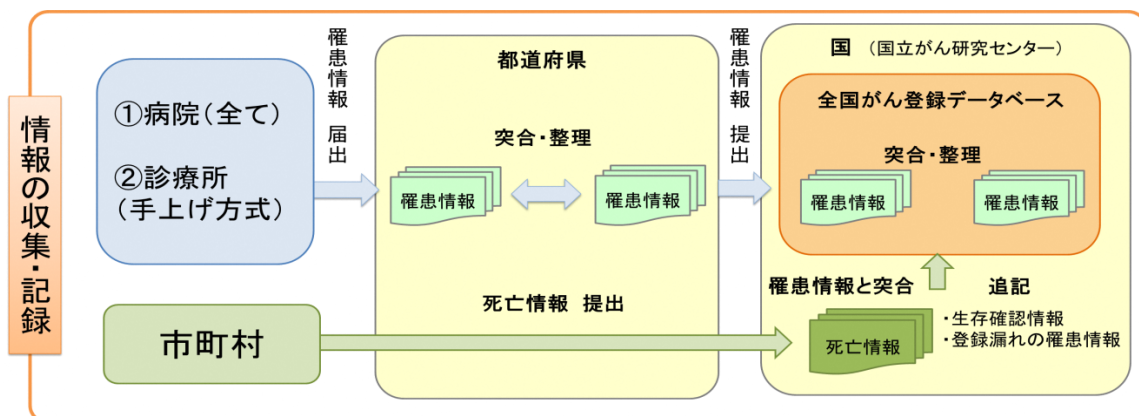 情報の収集・記録
①病院(全て)
②診療所
(手上げ方式)
罹患情報 届出
都道府県
突合・整理
罹患情報
罹患情報
罹患情報 提出
国 (国立がん研究センター)
全国がん登録データベース
突合・整理
罹患情報
罹患情報
市町村
死亡情報 提出
罹患情報と突合
追記
死亡情報
・生存確認情報
・登録漏れの罹患情報